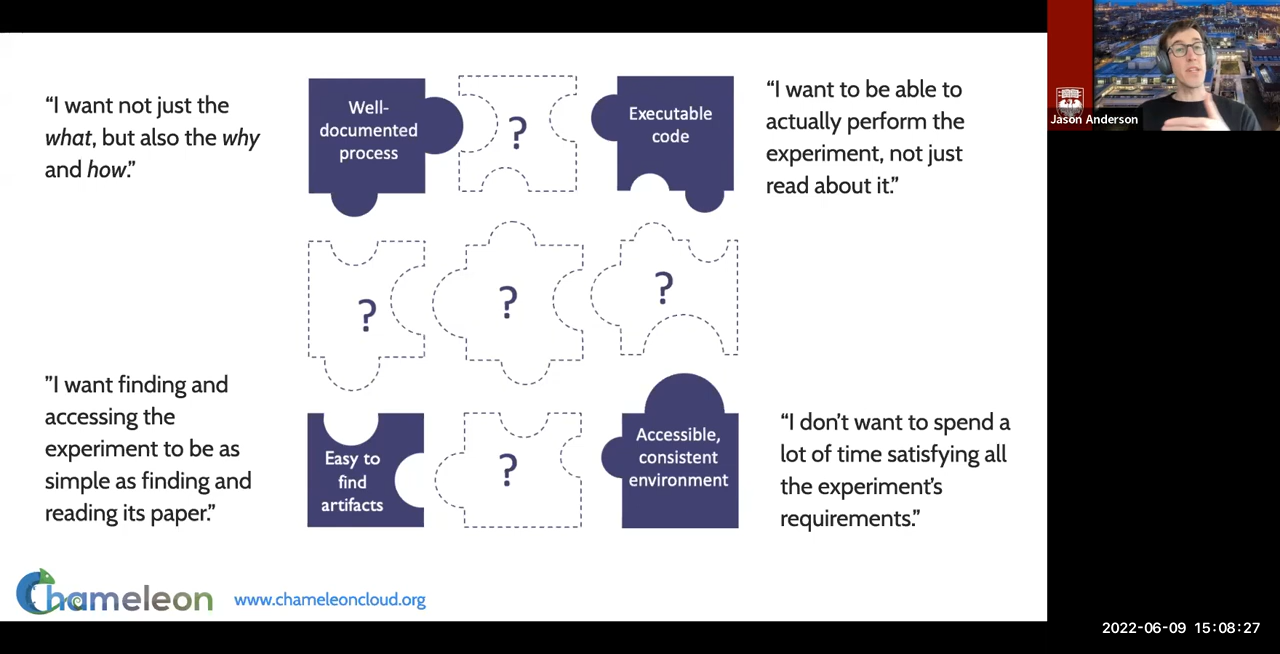 “I want not just the
what, but also the why
and how.”
Well-
documented
process
?
Executable
code
“I want to be able to
actually perform the
experiment, not just
read about it.”
?
?
?
”I want finding and
accessing the
experiment to be as
simple as finding and
reading its paper.”
Easy to
find
artifacts
?
Accessible,
consistent
environment
“I don’t want to spend a
lot of time satisfying all
the experiment’s
requirements.”
Chameleon
www.chameleoncloud.org
Jason Anderson
2022-06-09 15:08:27